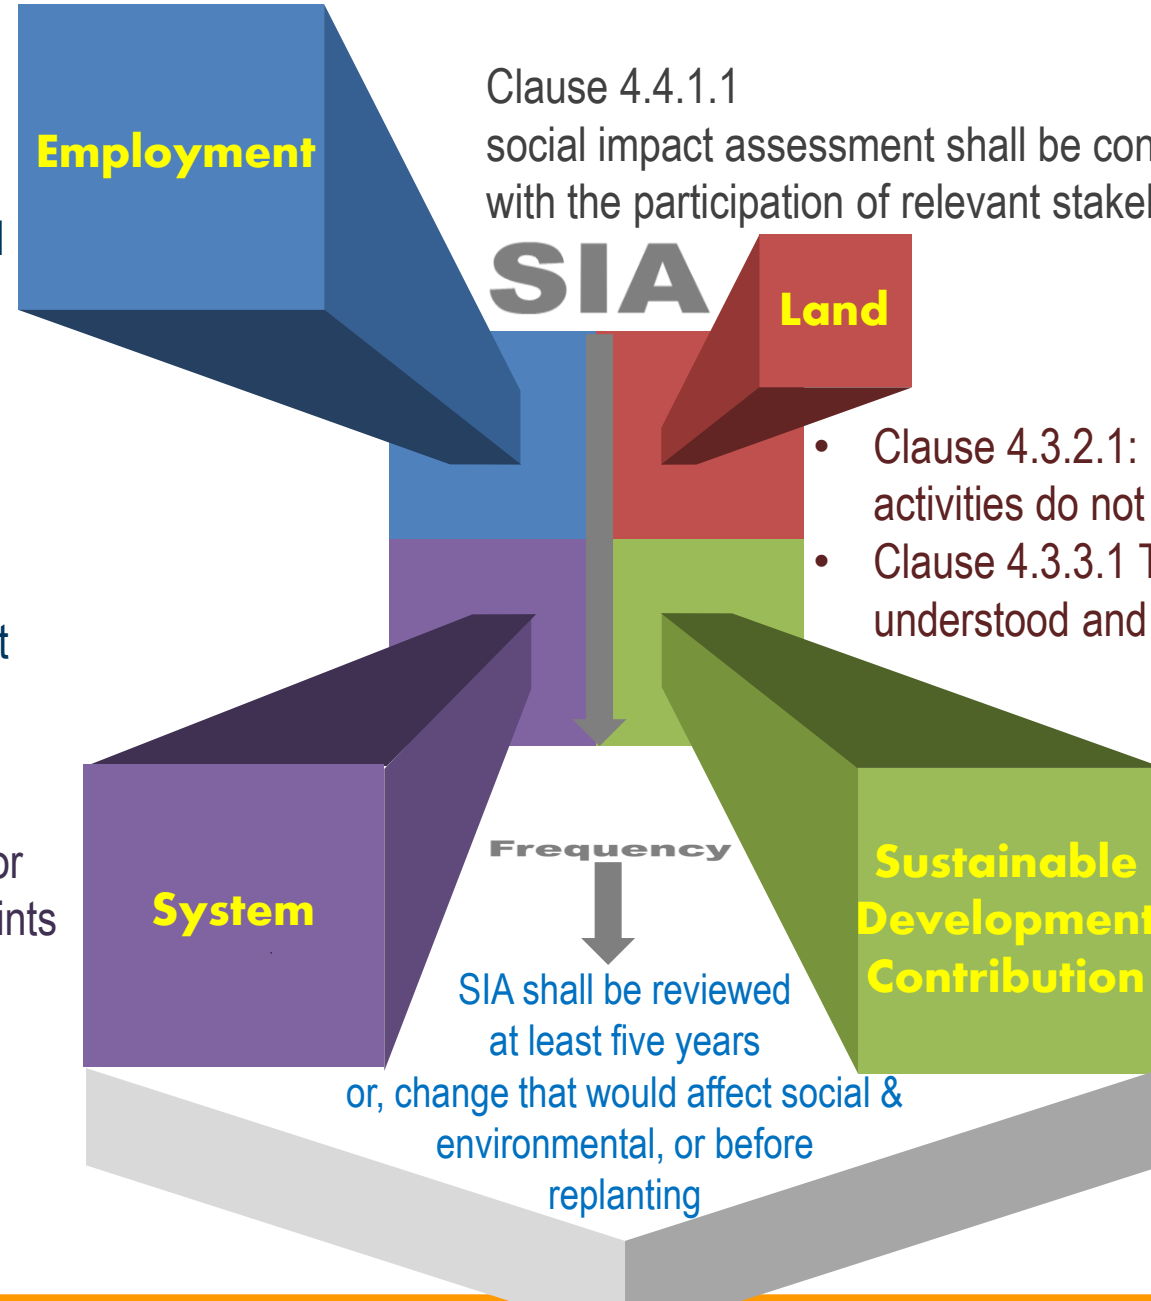 Employment
Clause 4.4.1.1
social impact assessment shall be con
with the participation of relevant stakel
SIA
Land
• Clause 4.3.2.1:
activities do not
• Clause 4.3.3.1 T
understood and
t
or
ints
System
Frequency
SIA shall be reviewed
at least five years
or, change that would affect social &
environmental, or before
replanting
Sustainable
Development
Contribution